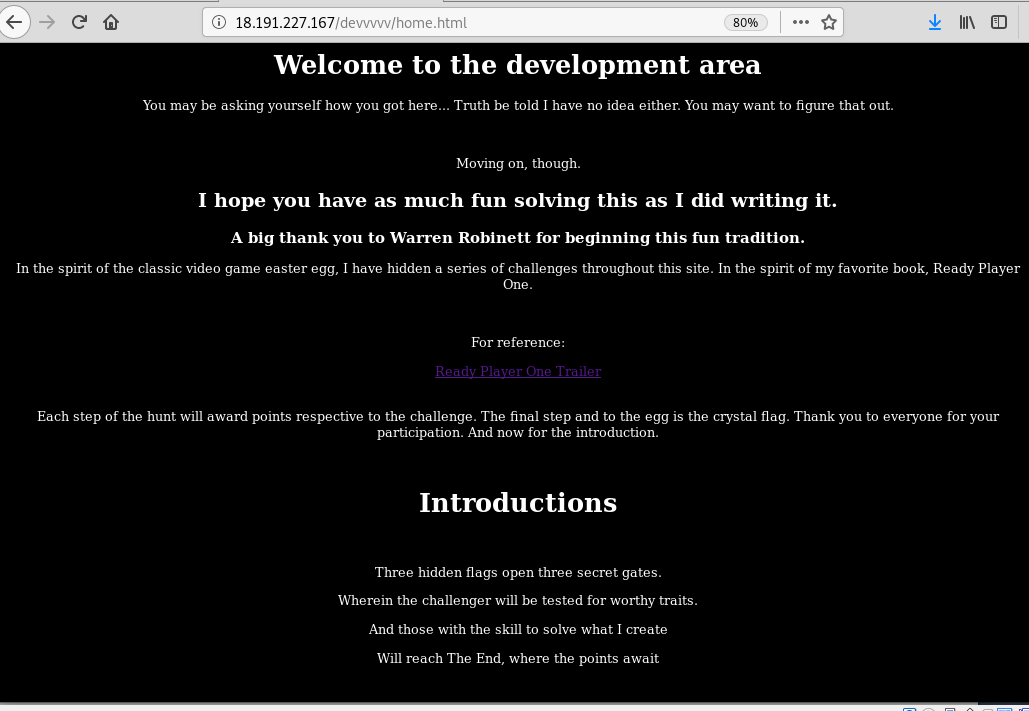 18.191.227.167/devvvvv/home.html
80%
Welcome to the development area
You may be asking yourself how you got here... Truth be told I have no idea either. You may want to figure that out.
Moving on, though.
I hope you have as much fun solving this as I did writing it.
A big thank you to Warren Robinett for beginning this fun tradition.
In the spirit of the classic video game easter egg, I have hidden a series of challenges throughout this site. In the spirit of my favorite book, Ready Player
One.
For reference:
Ready Player One Trailer
Each step of the hunt will award points respective to the challenge. The final step and to the egg is the crystal flag. Thank you to everyone for your
participation. And now for the introduction.
Introductions
Three hidden flags open three secret gates.
Wherein the challenger will be tested for worthy traits.
And those with the skill to solve what I create
Will reach The End, where the points await